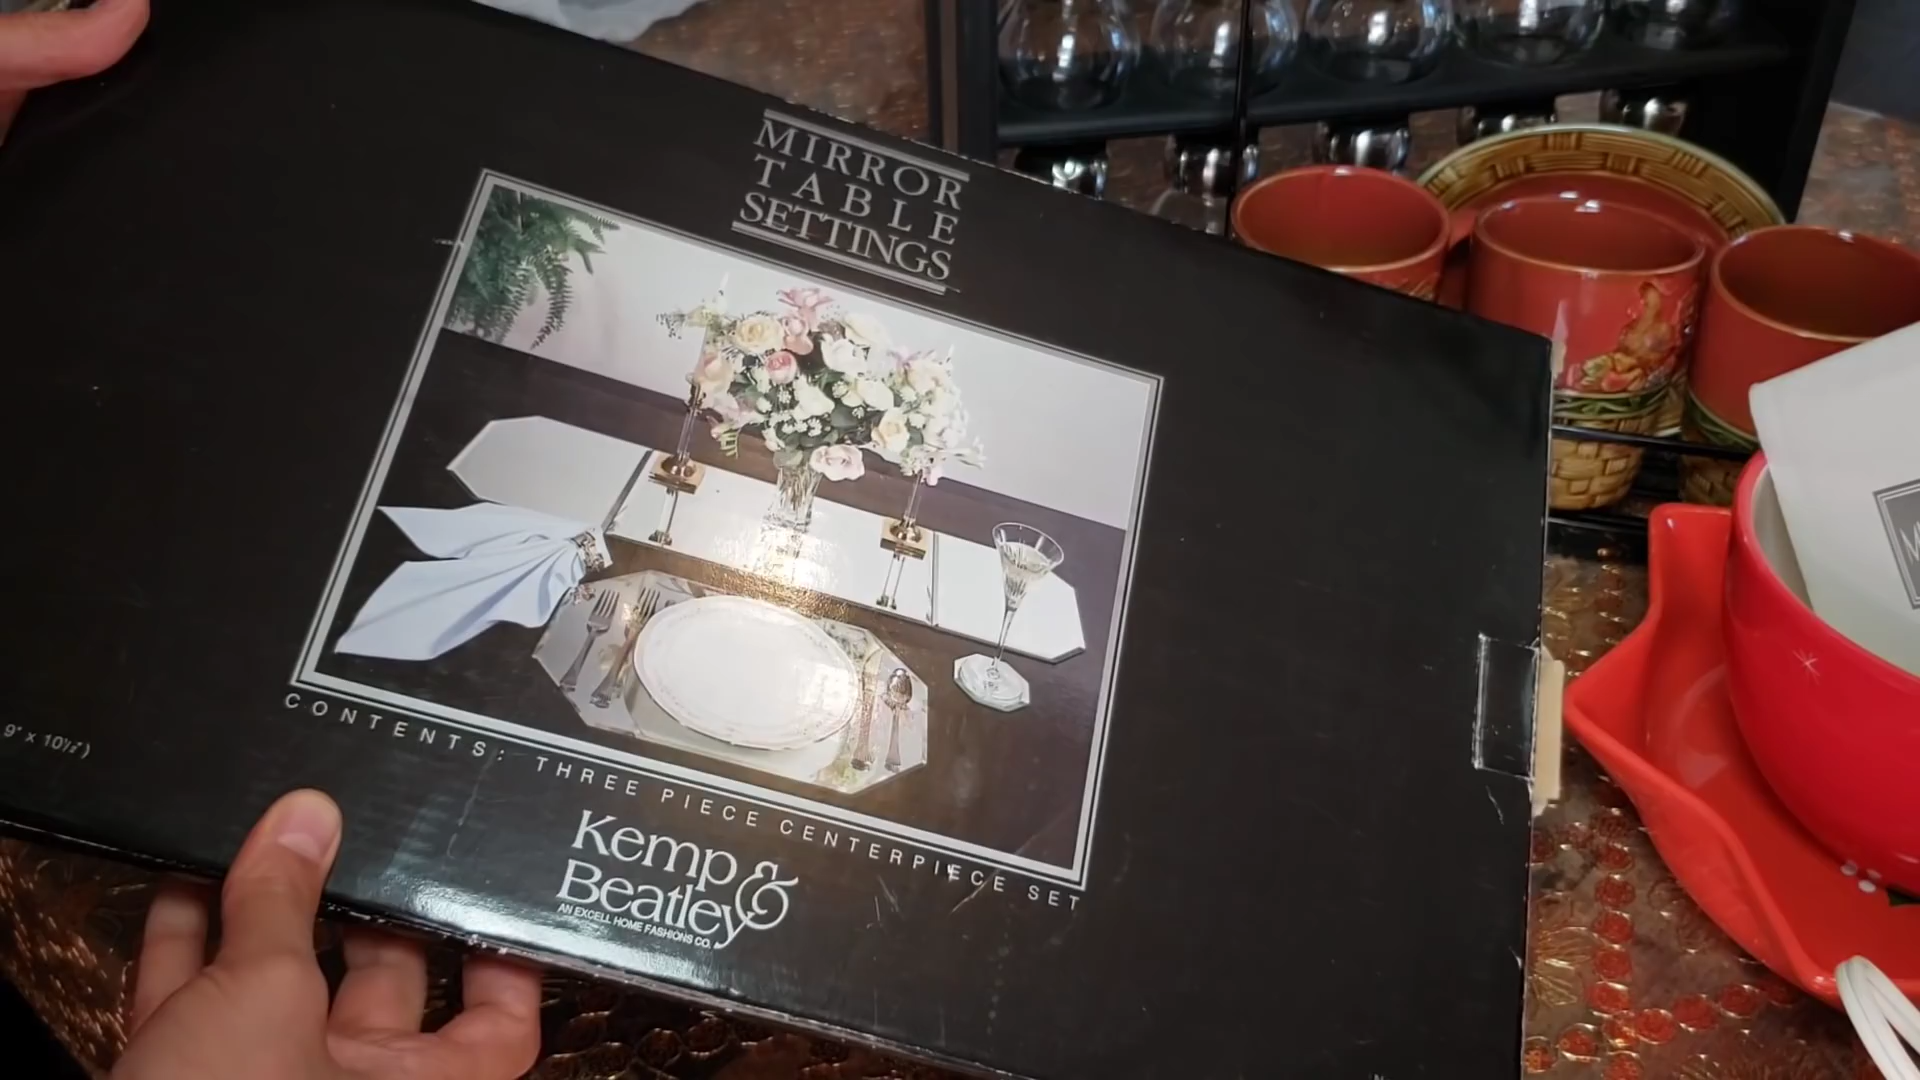 MIRROR
TABLE
SETTINGS
9" x 10½")
CONTENTS: THREE PIECE CENTERPIECE SET
Kemp &
Beatley
AN EXCELL HOME FASHIONS CO.